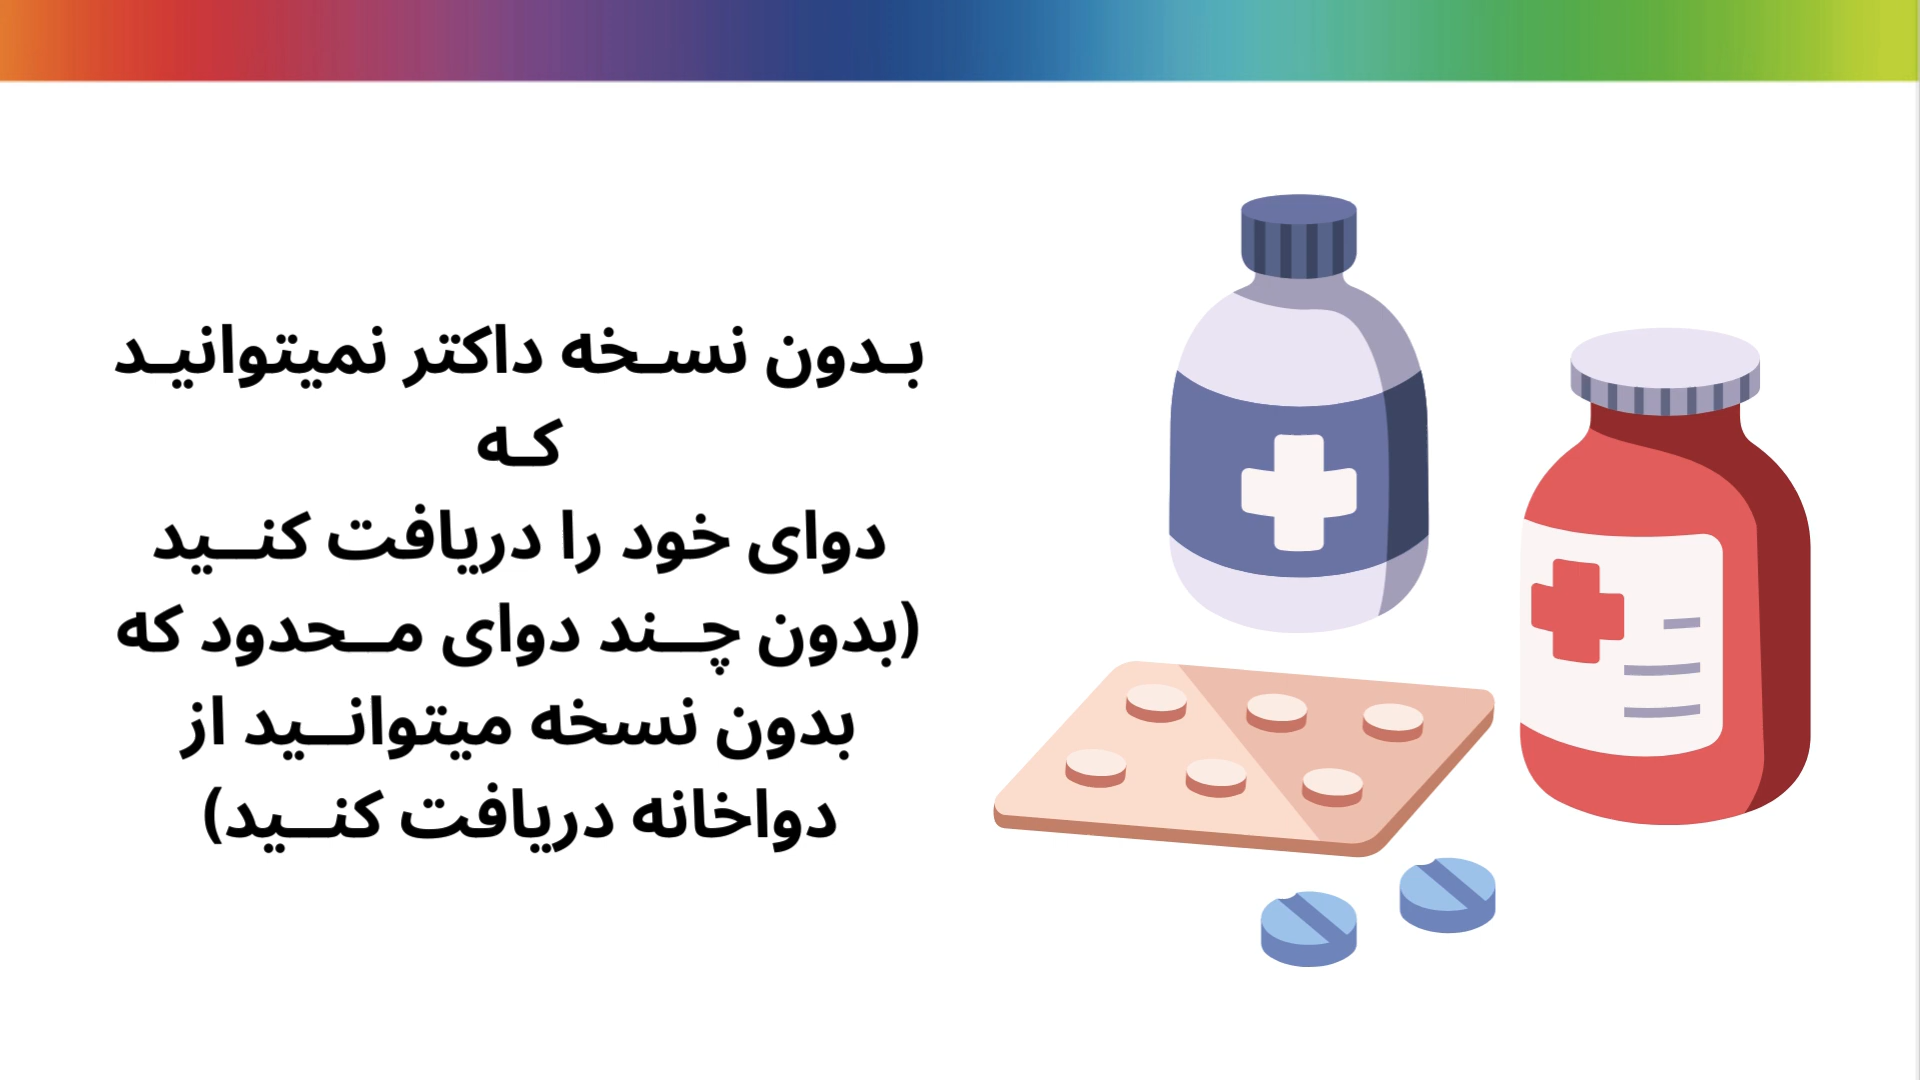 بـدون نسـخه داکتر نمیتوانیـد
کـه
دوای خود را دریافت کنــید
(بدون چــند دوای مــحدود که
بدون نسخه میتوانــید از
دواخانه دریافت کنــید)